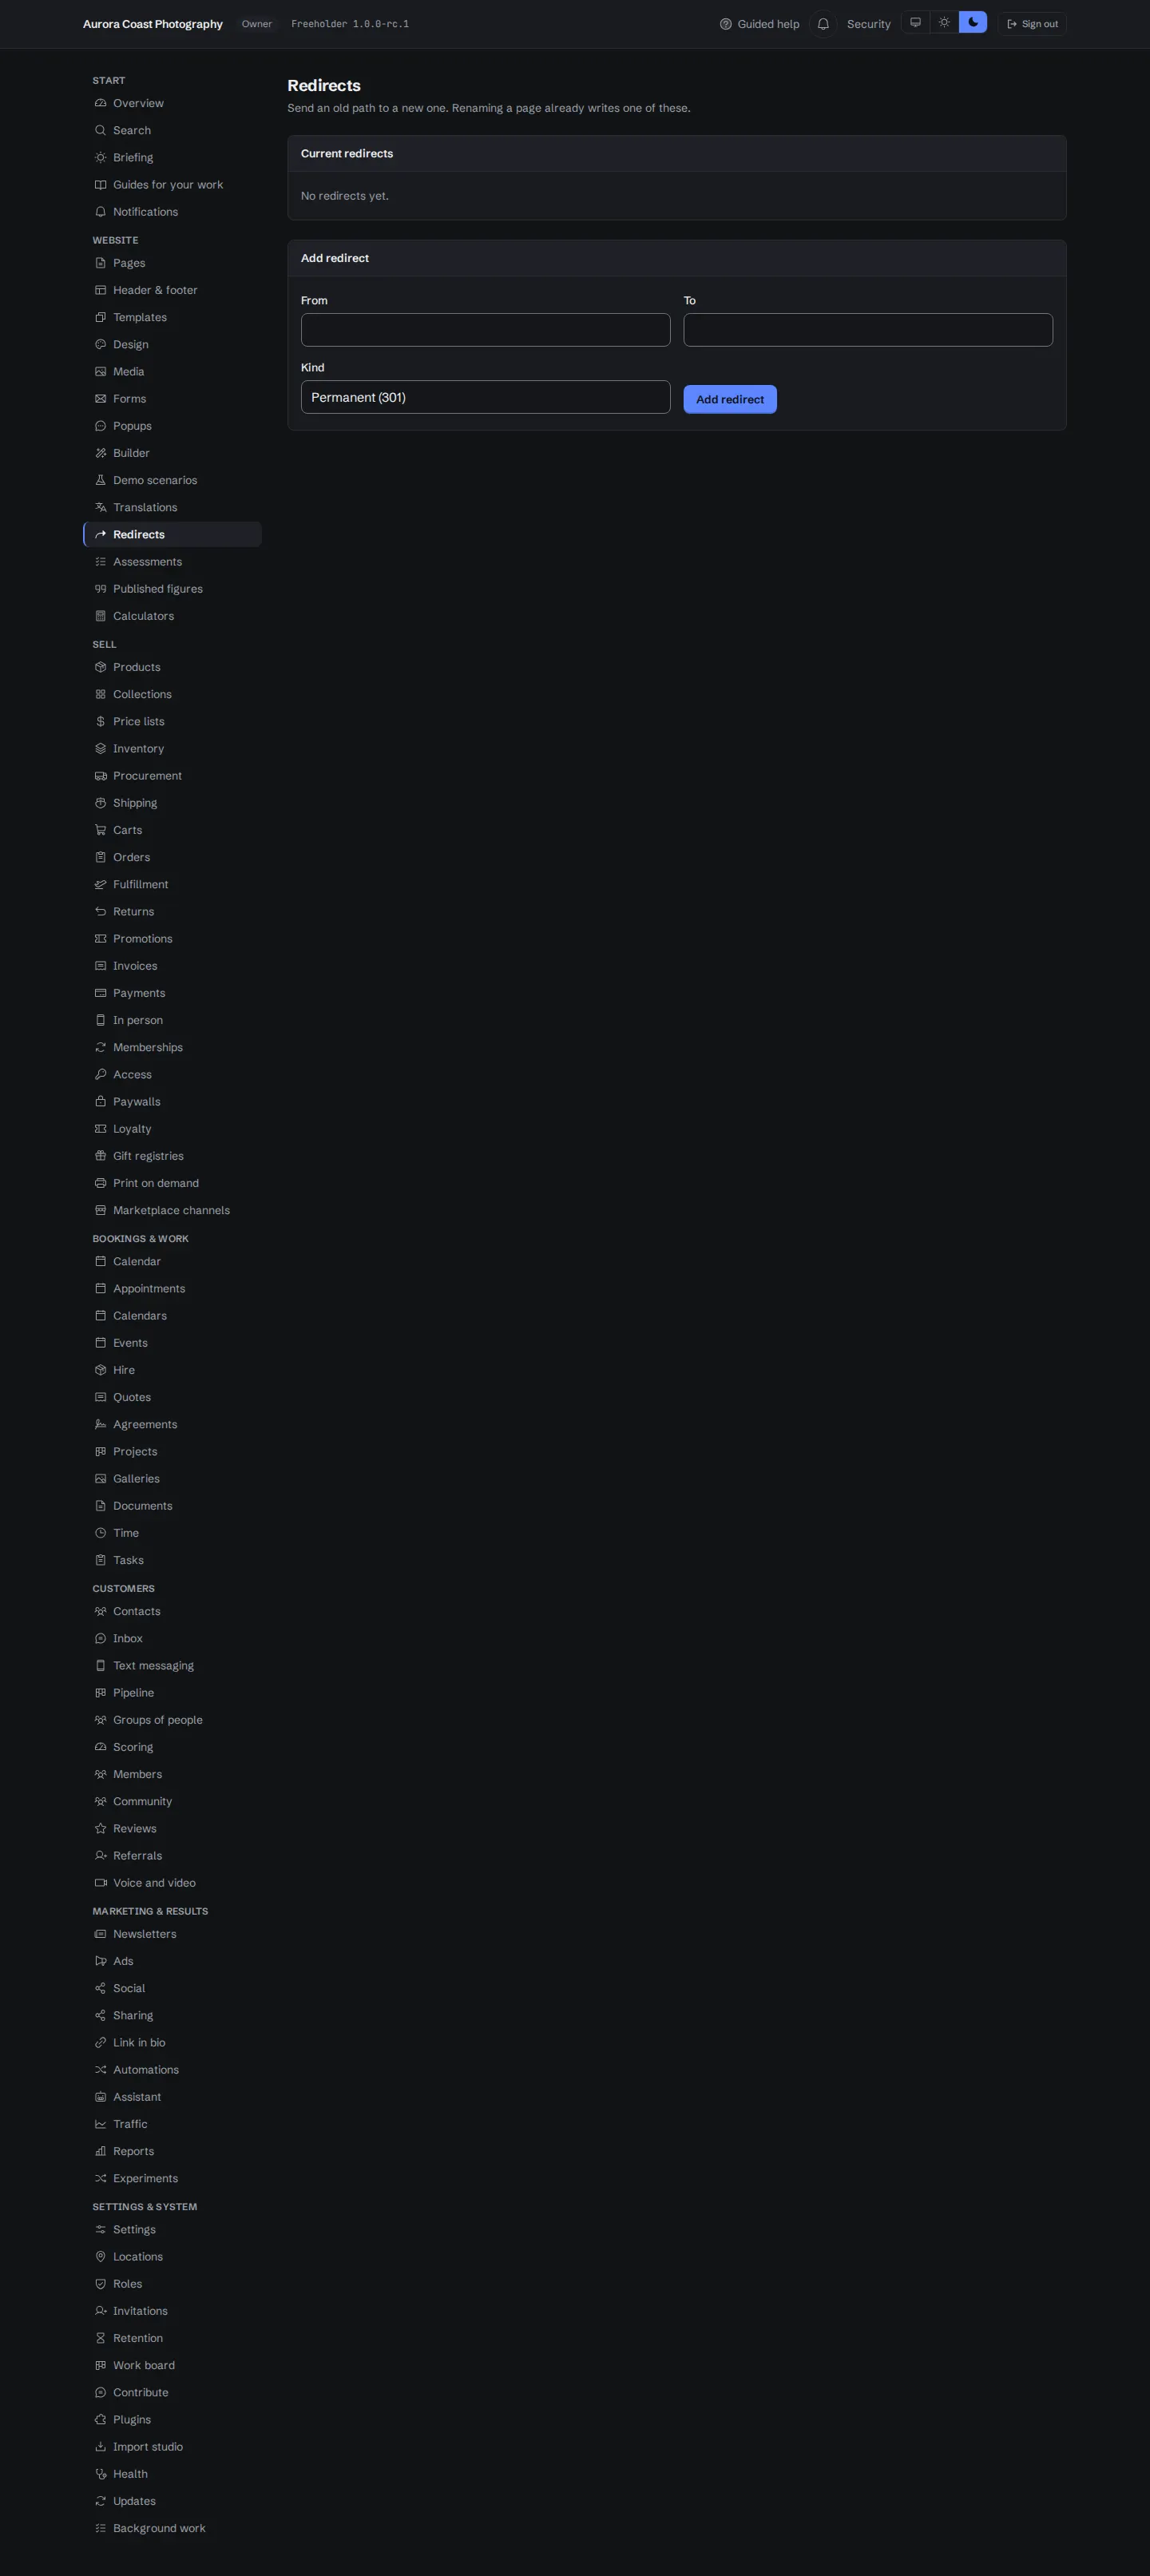 Aurora Coast Photography Owner Freeholder 1.0.0-rc.1 Guided help Security Sign out
START
Overview
Search
Briefing
Guides for your work
Notifications
WEBSITE
Pages
Header & footer
Templates
Design
Media
Forms
Popups
Builder
Demo scenarios
Translations
Redirects
Assessments
Published figures
Calculators
SELL
Products
Collections
Price lists
Inventory
Procurement
Shipping
Carts
Orders
Fulfillment
Returns
Promotions
Invoices
Payments
In person
Memberships
Access
Paywalls
Loyalty
Gift registries
Print on demand
Marketplace channels
BOOKINGS & WORK
Calendar
Appointments
Calendars
Events
Hire
Quotes
Agreements
Projects
Galleries
Documents
Time
Tasks
CUSTOMERS
Contacts
Inbox
Text messaging
Pipeline
Groups of people
Scoring
Members
Community
Reviews
Referrals
Voice and video
MARKETING & RESULTS
Newsletters
Ads
Social
Sharing
Link in bio
Automations
Assistant
Traffic
Reports
Experiments
SETTINGS & SYSTEM
Settings
Locations
Roles
Invitations
Retention
Work board
Contribute
Plugins
Import studio
Health
Updates
Background work
Redirects
Send an old path to a new one. Renaming a page already writes one of these.
Current redirects
No redirects yet.
Add redirect
From To
Kind
Permanent (301) Add redirect